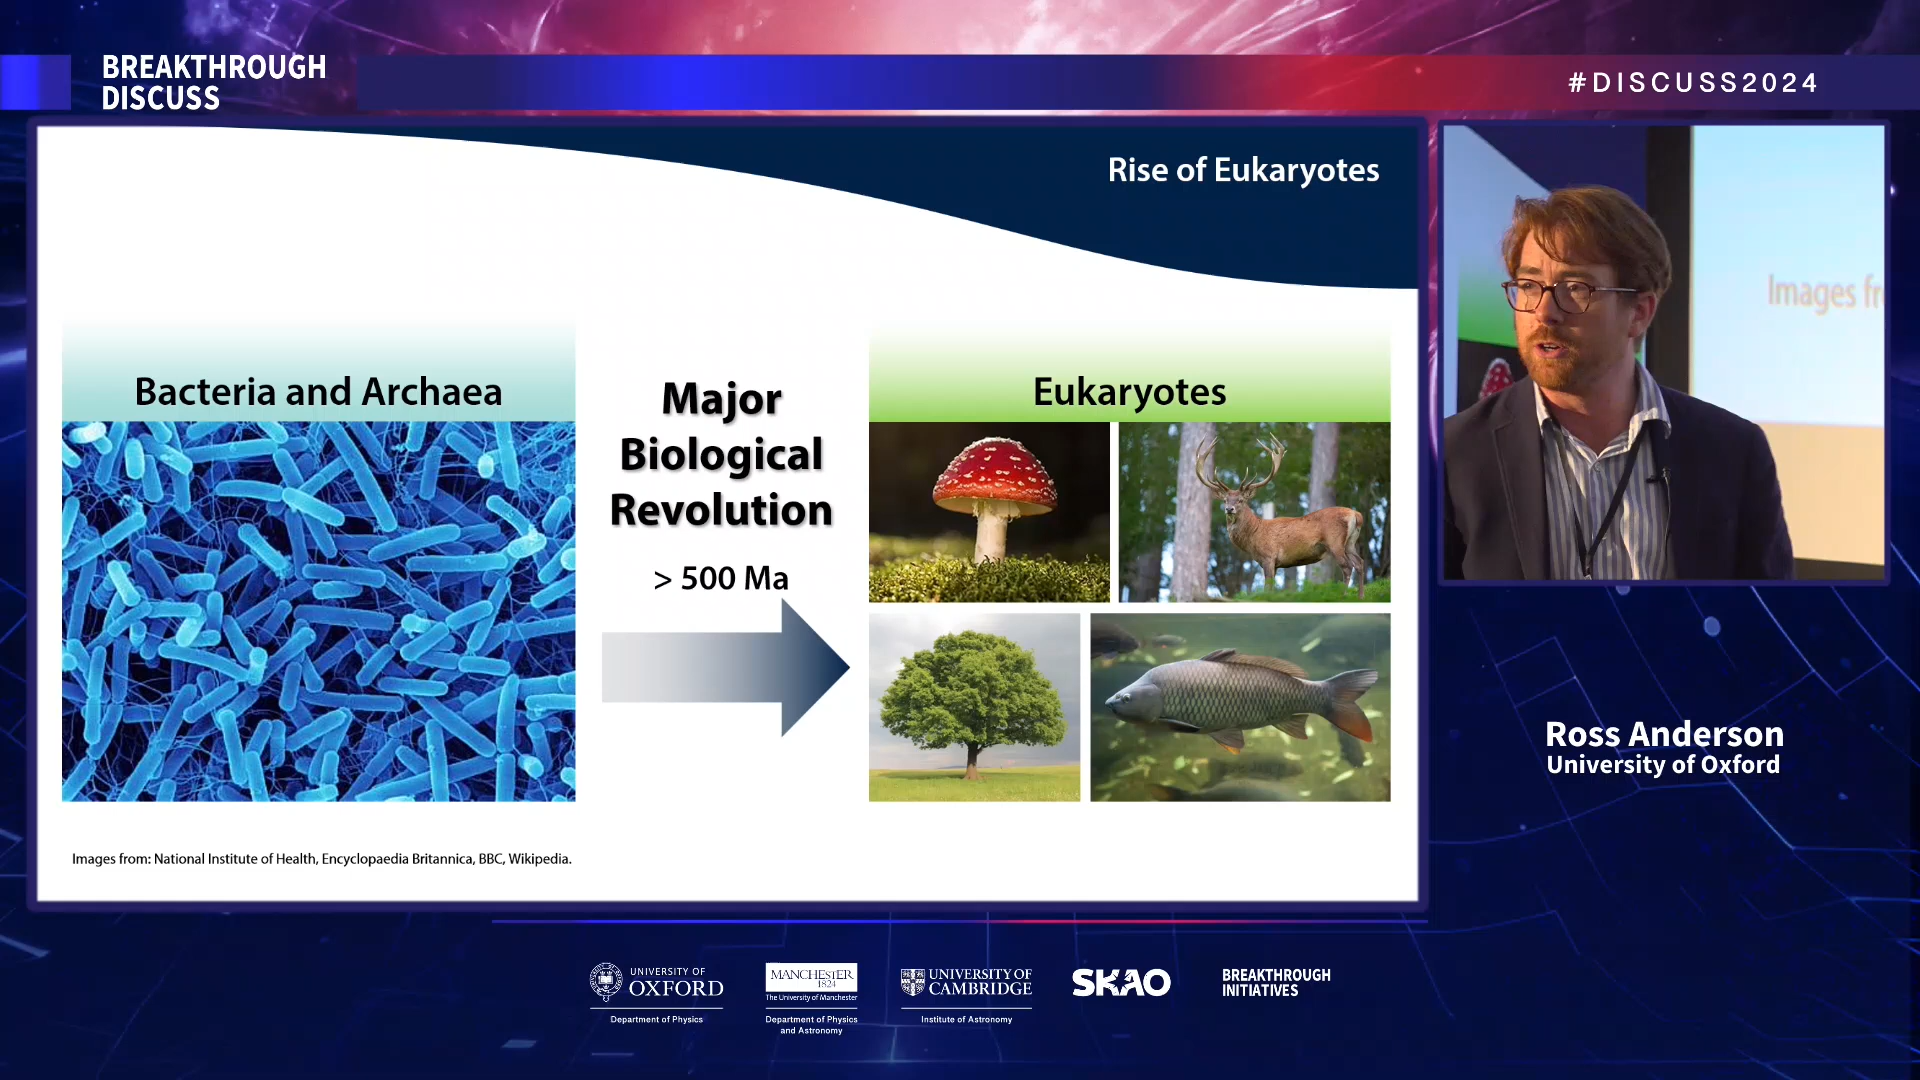 BREAKTHROUGH
DISCUSS
#DISCUSS2024
Rise of Eukaryotes
Bacteria and Archaea
Major
Biological
Revolution
> 500 Ma
Eukaryotes
Images from: National Institute of Health, Encyclopaedia Britannica, BBC, Wikipedia.
Images fr
Ross Anderson
University of Oxford
UNIVERSITY OF
OXFORD
Department of Physics
MANCHESTER
1824
The University of Manchester
Department of Physics
and Astronomy
UNIVERSITY OF
CAMBRIDGE
Institute of Astronomy
SKAO
BREAKTHROUGH
INITIATIVES